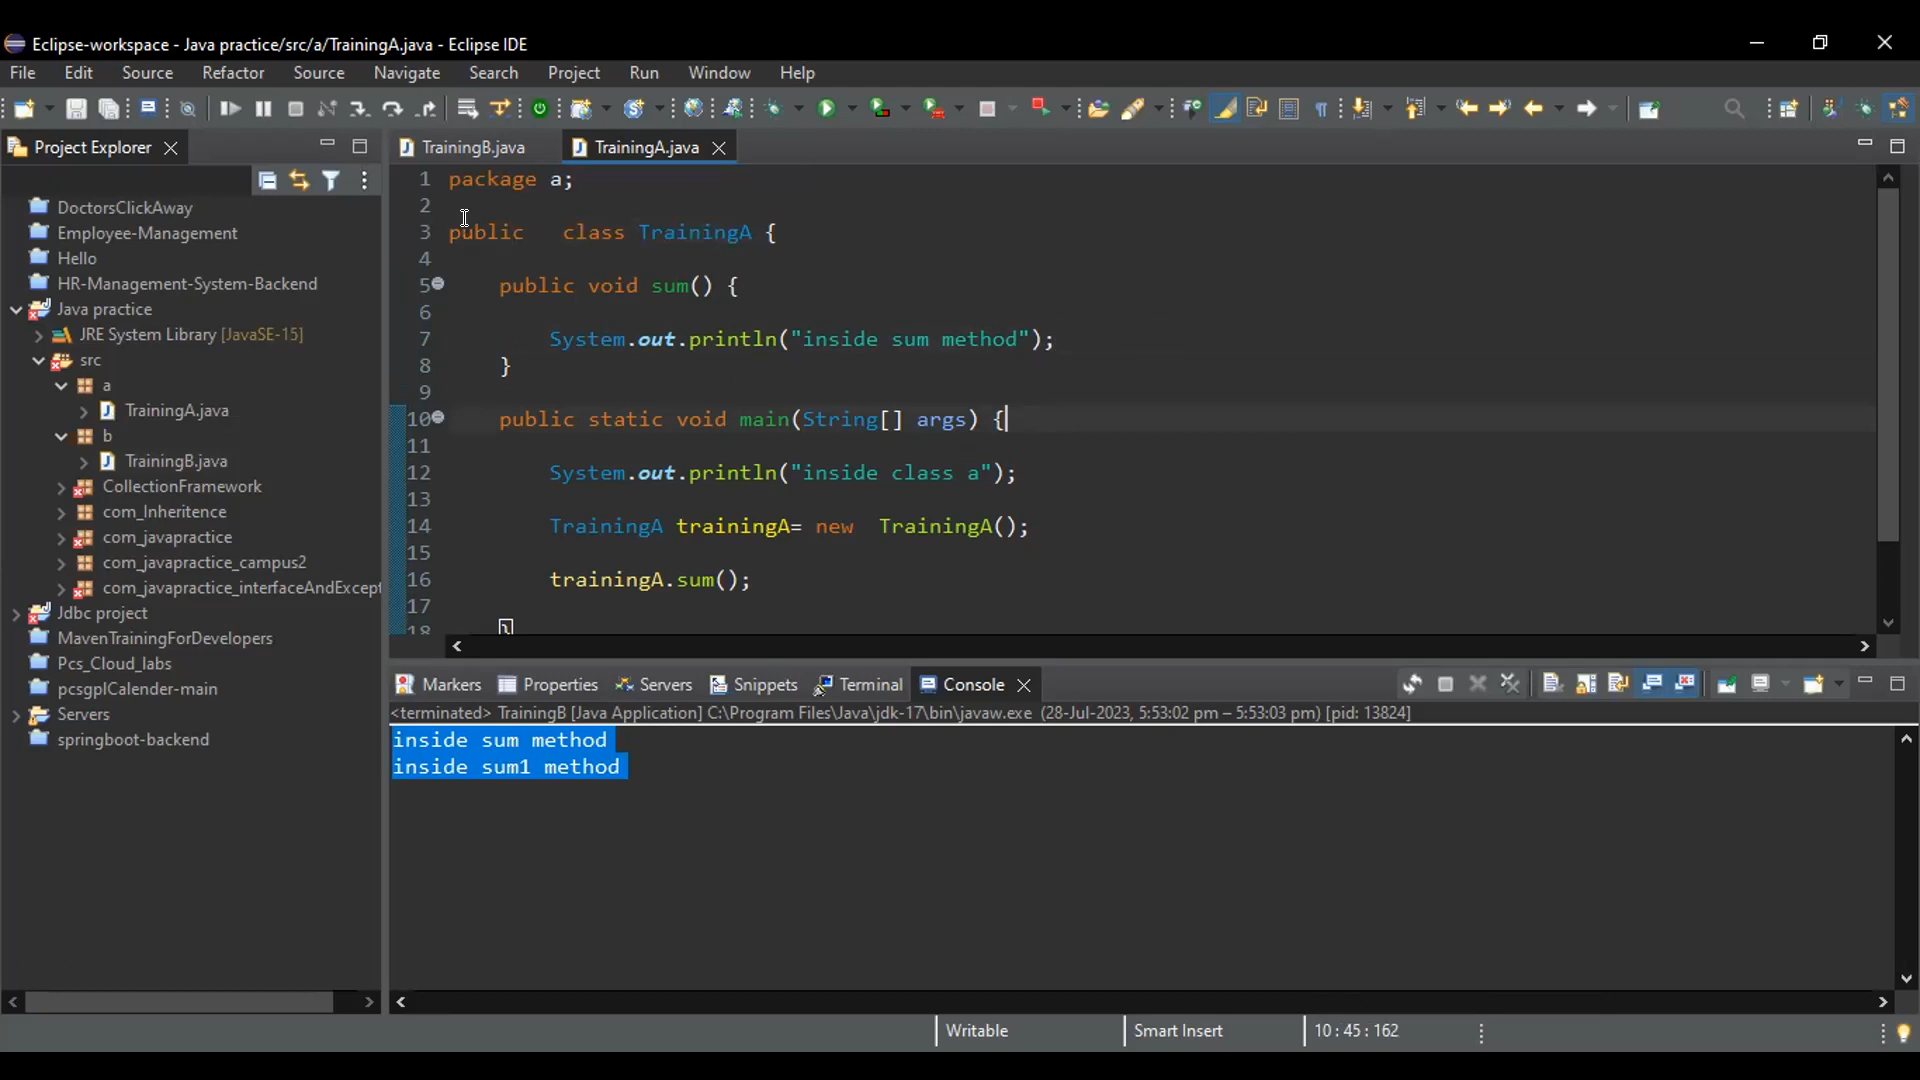 Eclipse-workspace - Java practice/src/a/TrainingA.java - Eclipse IDE
File Edit Source Refactor Source Navigate Search Project Run Window Help
Project Explorer
DoctorsClickAway
Employee-Management
Hello
HR-Management-System-Backend
Java practice
JRE System Library [JavaSE-15]
src
a
TrainingA.java
b
TrainingB.java
CollectionFramework
com_Inheritence
com_javapractice
com_javapractice_campus2
com_javapractice_interfaceAndExcept
Jdbc project
MavenTrainingForDevelopers
Pcs_Cloud_labs
pcsgplCalender-main
Servers
springboot-backend
TrainingB.java TrainingA.java
1 package a;
2
3 public   class TrainingA {
4
5 public void sum() {
6
7 System.out.println("inside sum method");
8 }
9
10 public static void main(String[] args) {
11
12 System.out.println("inside class a");
13
14 TrainingA trainingA= new  TrainingA();
15
16 trainingA.sum();
17
18 }
Markers Properties Servers Snippets Terminal Console
<terminated> TrainingB [Java Application] C:\Program Files\Java\jdk-17\bin\javaw.exe (28-Jul-2023, 5:53:02 pm – 5:53:03 pm) [pid: 13824]
inside sum method
inside sum1 method
Writable Smart Insert 10 : 45 : 162